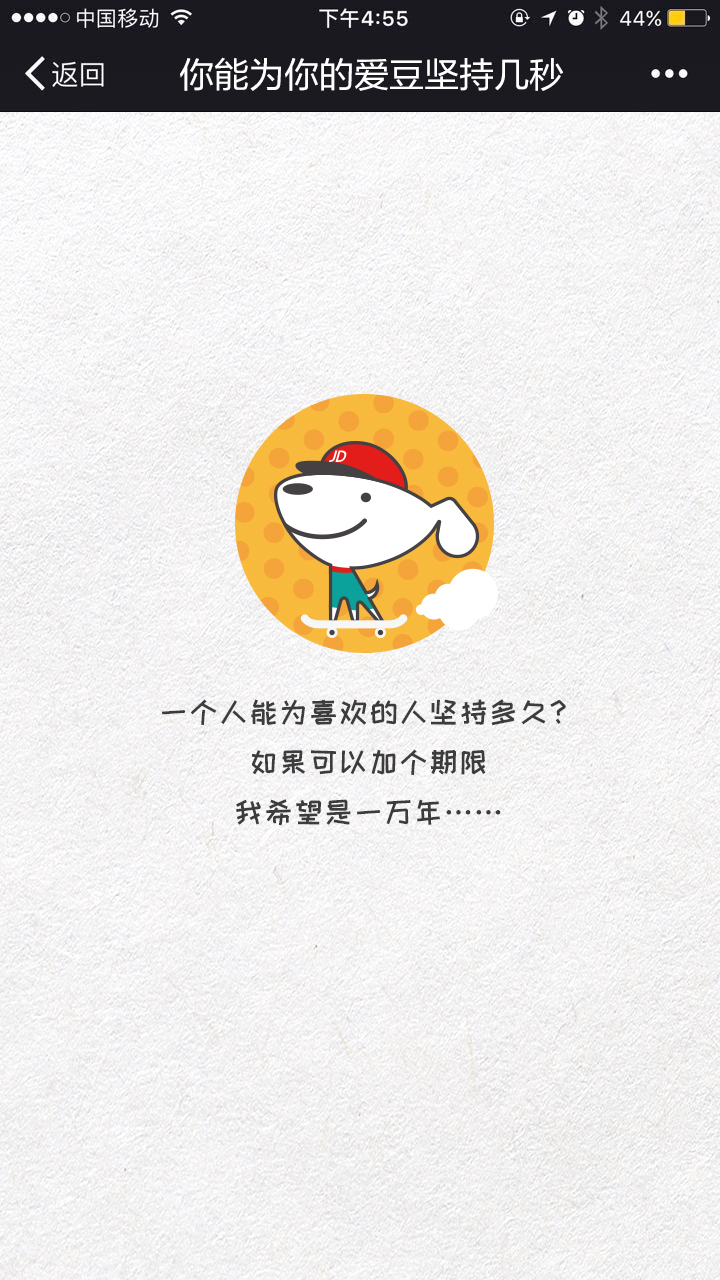 中国移动 下午4:55 44%
返回 你能为你的爱豆坚持几秒
JD
一个人能为喜欢的人坚持多久?
如果可以加个期限
我希望是一万年……